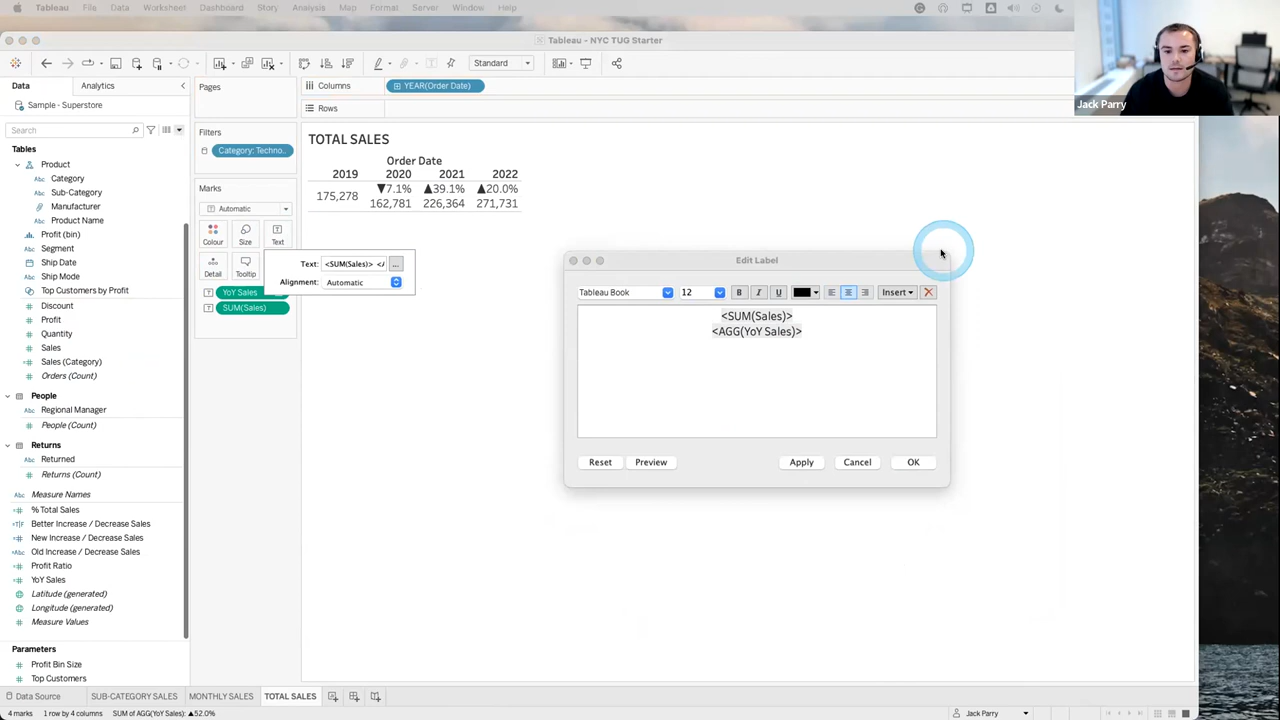 Tableau File Data Worksheet Dashboard Story Analysis Map Format Server Window Help
Tableau - NYC TUG Starter
Standard
Jack Parry
Data Analytics
Sample - Superstore
Search
Tables
Product
Category
Sub-Category
Manufacturer
Product Name
Profit (bin)
Segment
Ship Date
Ship Mode
Top Customers by Profit
Discount
Profit
Quantity
Sales
Sales (Category)
Orders (Count)
People
Regional Manager
People (Count)
Returns
Returned
Returns (Count)
Measure Names
% Total Sales
Better Increase / Decrease Sales
New Increase / Decrease Sales
Old Increase / Decrease Sales
Profit Ratio
YoY Sales
Latitude (generated)
Longitude (generated)
Measure Values
Parameters
Profit Bin Size
Top Customers
Pages
Filters
Category: Techno..
Marks
Automatic
Colour Size Text
Detail Tooltip
YoY Sales
SUM(Sales)
Text: <SUM(Sales)> </ ...
Alignment: Automatic
Columns YEAR(Order Date)
Rows
TOTAL SALES
Order Date
2019 2020 2021 2022
175,278 ▼7.1% ▲39.1% ▲20.0%
162,781 226,364 271,731
Edit Label
Tableau Book 12 B I U Insert
<SUM(Sales)>
<AGG(YoY Sales)>
Reset Preview Apply Cancel OK
Data Source SUB-CATEGORY SALES MONTHLY SALES TOTAL SALES
4 marks 1 row by 4 columns SUM of AGG(YoY Sales): ▲52.0% Jack Parry